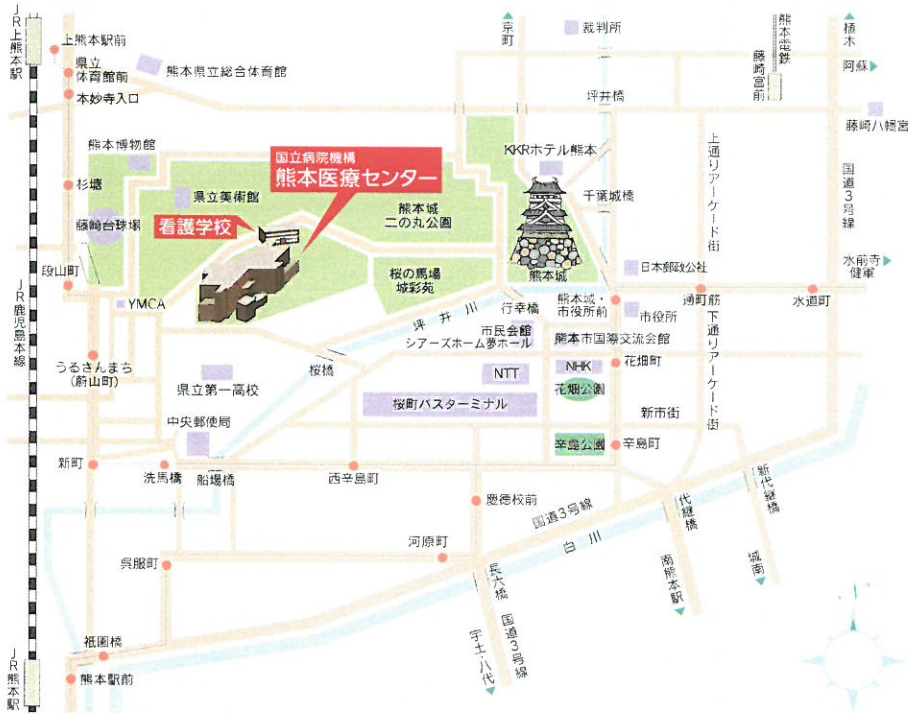 JR上熊本駅
上熊本駅前
県立
体育館前
本妙寺入口
熊本県立総合体育館
京町
裁判所
熊本電鉄
藤崎宮前
植木
阿蘇
坪井橋
藤崎八幡宮
熊本博物館
国立病院機構
熊本医療センター
KKRホテル熊本
上通りアーケード街
国道3号線
杉塘
県立美術館
看護学校
熊本城
二の丸公園
千葉城橋
藤崎台球場
段山町
桜の馬場
城彩苑
熊本城
日本郵政公社
水前寺
健軍
YMCA
行幸橋
熊本城・
市役所前
市役所
通町筋
水道町
JR鹿児島本線
坪井川
市民会館
シアーズホーム夢ホール
熊本市国際交流会館
下通りアーケード街
うるさんまち
(蔚山町)
桜橋
NTT
NHK
花畑町
花畑公園
県立第一高校
桜町バスターミナル
新市街
中央郵便局
辛島公園
辛島町
新町
洗馬橋
船場橋
西辛島町
慶徳校前
国道3号線
代継橋
新代継橋
白川
河原町
呉服町
長六橋
国道3号線
南熊本駅
城南
宇土・八代
祇園橋
熊本駅前
JR熊本駅